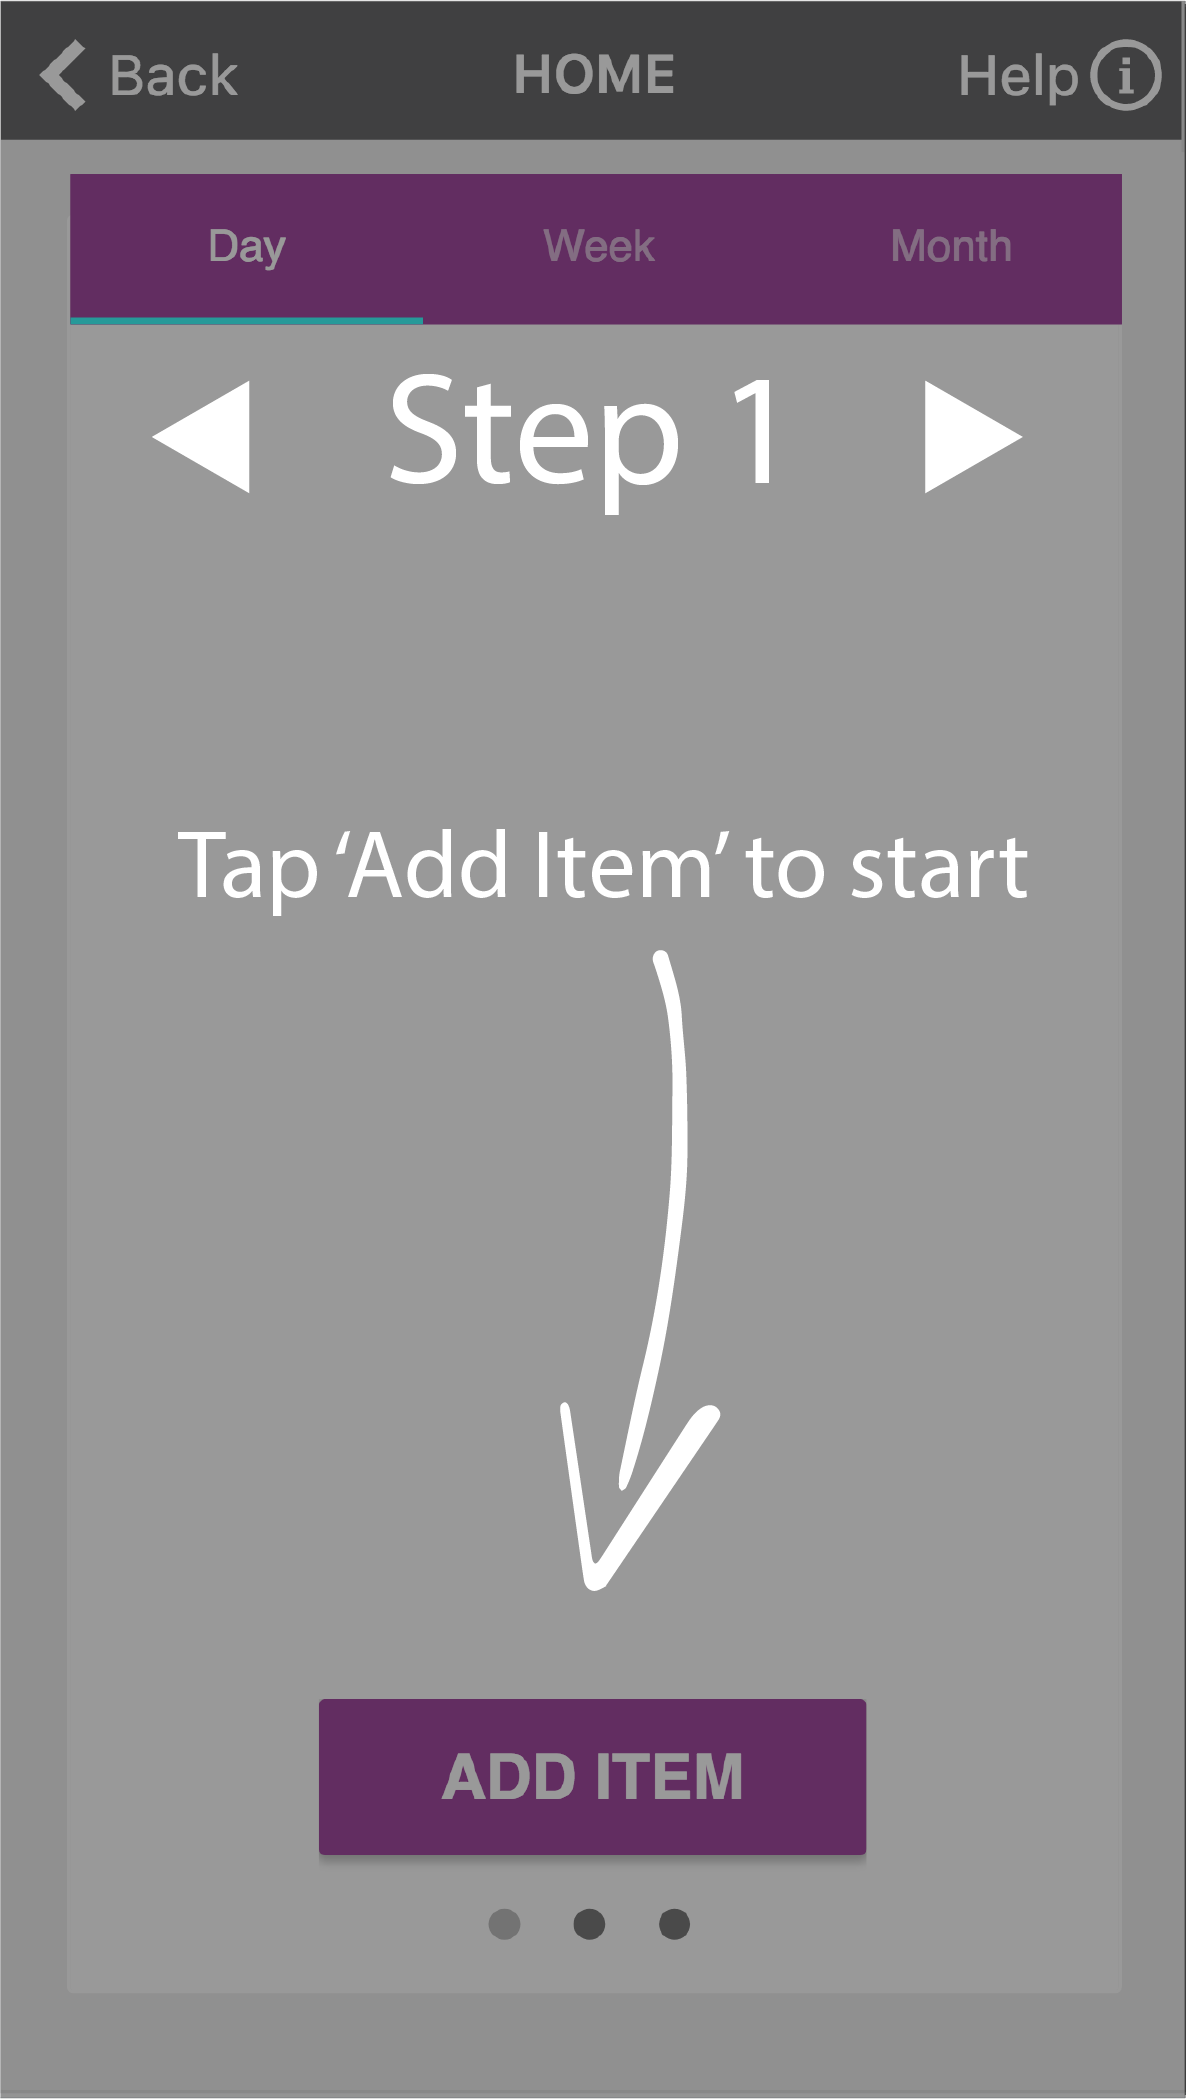 Back HOME Help i
Day Week Month
Step 1
Tap ‘Add Item’ to start
ADD ITEM